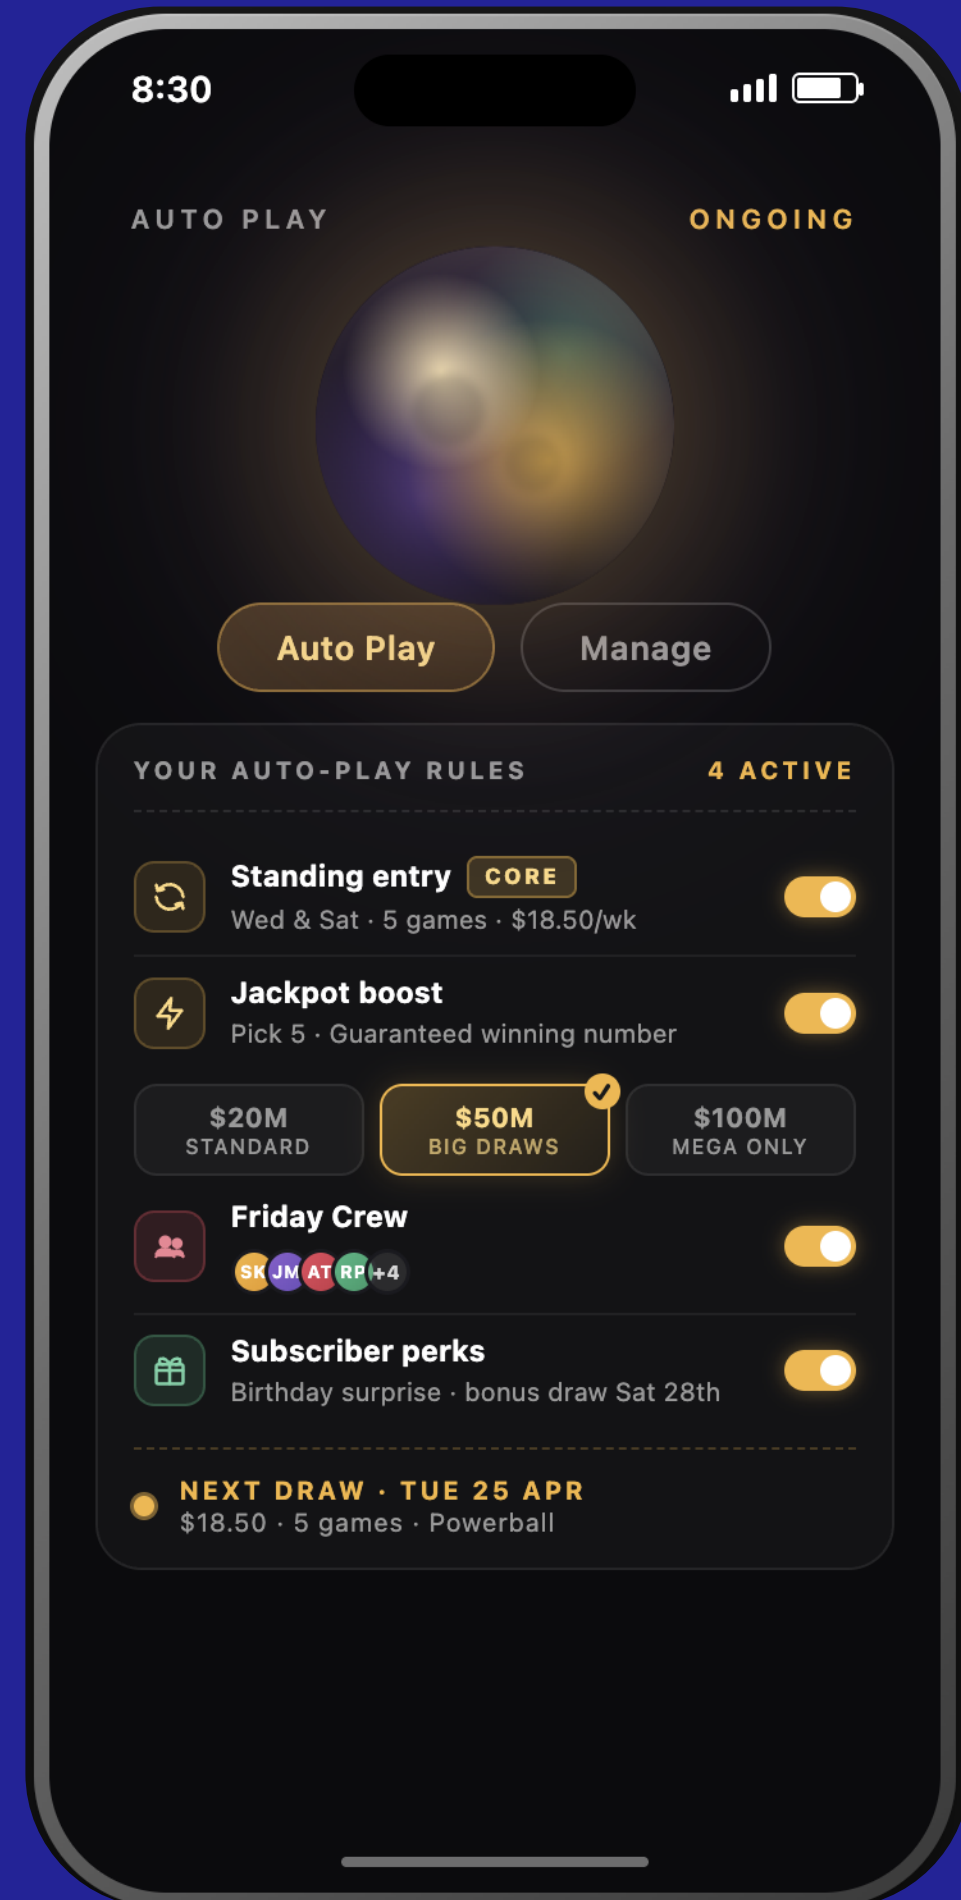 8:30
AUTO PLAY
ONGOING
Auto Play
Manage
YOUR AUTO-PLAY RULES
4 ACTIVE
Standing entry CORE
Wed & Sat · 5 games · $18.50/wk
Jackpot boost
Pick 5 · Guaranteed winning number
$20M
STANDARD
$50M
BIG DRAWS
$100M
MEGA ONLY
Friday Crew
SK JM AT RP +4
Subscriber perks
Birthday surprise · bonus draw Sat 28th
NEXT DRAW · TUE 25 APR
$18.50 · 5 games · Powerball